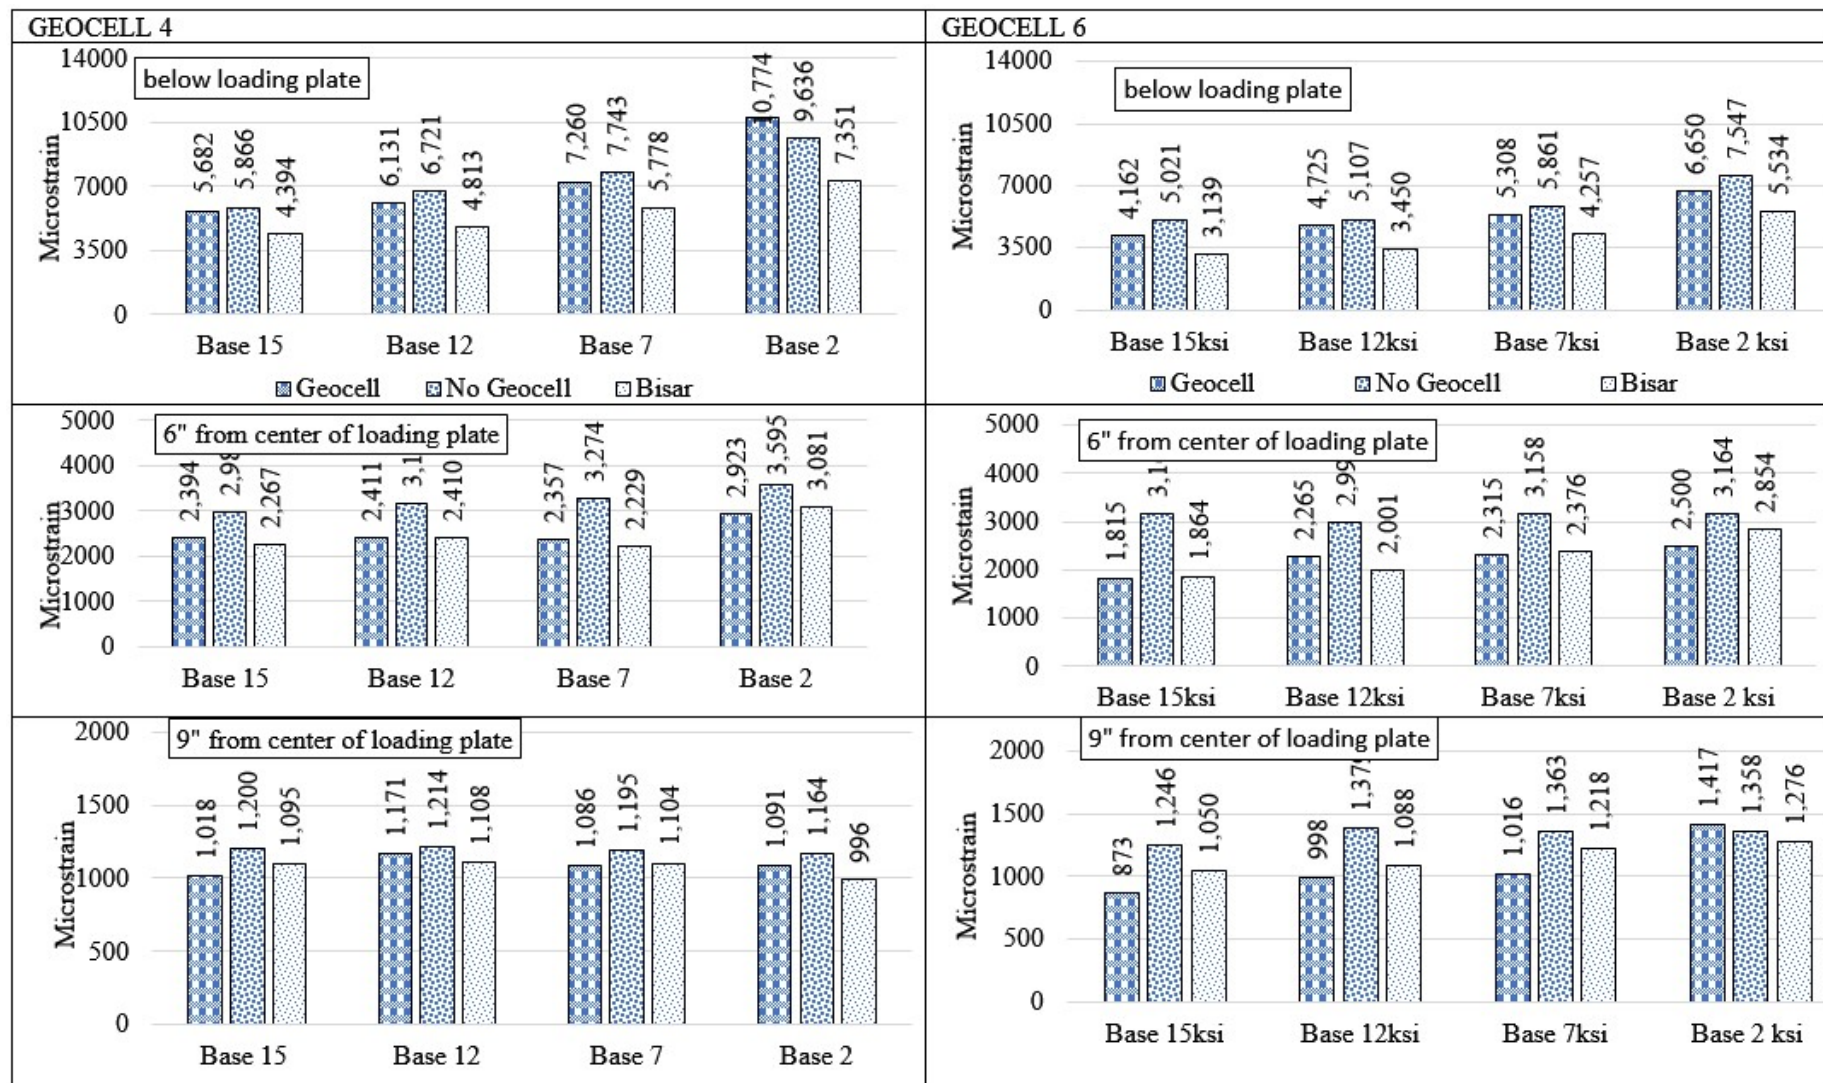 GEOCELL 4
below loading plate
Microstrain
14000
10500
7000
3500
0
5,682 5,866 4,394
6,131 6,721 4,813
7,260 7,743 5,778
10,774 9,636 7,351
Base 15 Base 12 Base 7 Base 2
Geocell No Geocell Bisar
GEOCELL 6
below loading plate
Microstrain
14000
10500
7000
3500
0
4,162 5,021 3,139
4,725 5,107 3,450
5,308 5,861 4,257
6,650 7,547 5,534
Base 15ksi Base 12ksi Base 7ksi Base 2 ksi
Geocell No Geocell Bisar
6" from center of loading plate
Microstrain
5000
4000
3000
2000
1000
0
2,394 2,267
2,411 2,410
2,357 3,274 2,229
2,923 3,595 3,081
Base 15 Base 12 Base 7 Base 2
6" from center of loading plate
Microstain
5000
4000
3000
2000
1000
0
1,815 1,864
2,265 2,001
2,315 3,158 2,376
2,500 3,164 2,854
Base 15ksi Base 12ksi Base 7ksi Base 2 ksi
9" from center of loading plate
Microstrain
2000
1500
1000
500
0
1,018 1,200 1,095
1,171 1,214 1,108
1,086 1,195 1,104
1,091 1,164 996
Base 15 Base 12 Base 7 Base 2
9" from center of loading plate
Microstrain
2000
1500
1000
500
0
873 1,246 1,050
998 1,088
1,016 1,363 1,218
1,417 1,358 1,276
Base 15ksi Base 12ksi Base 7ksi Base 2 ksi